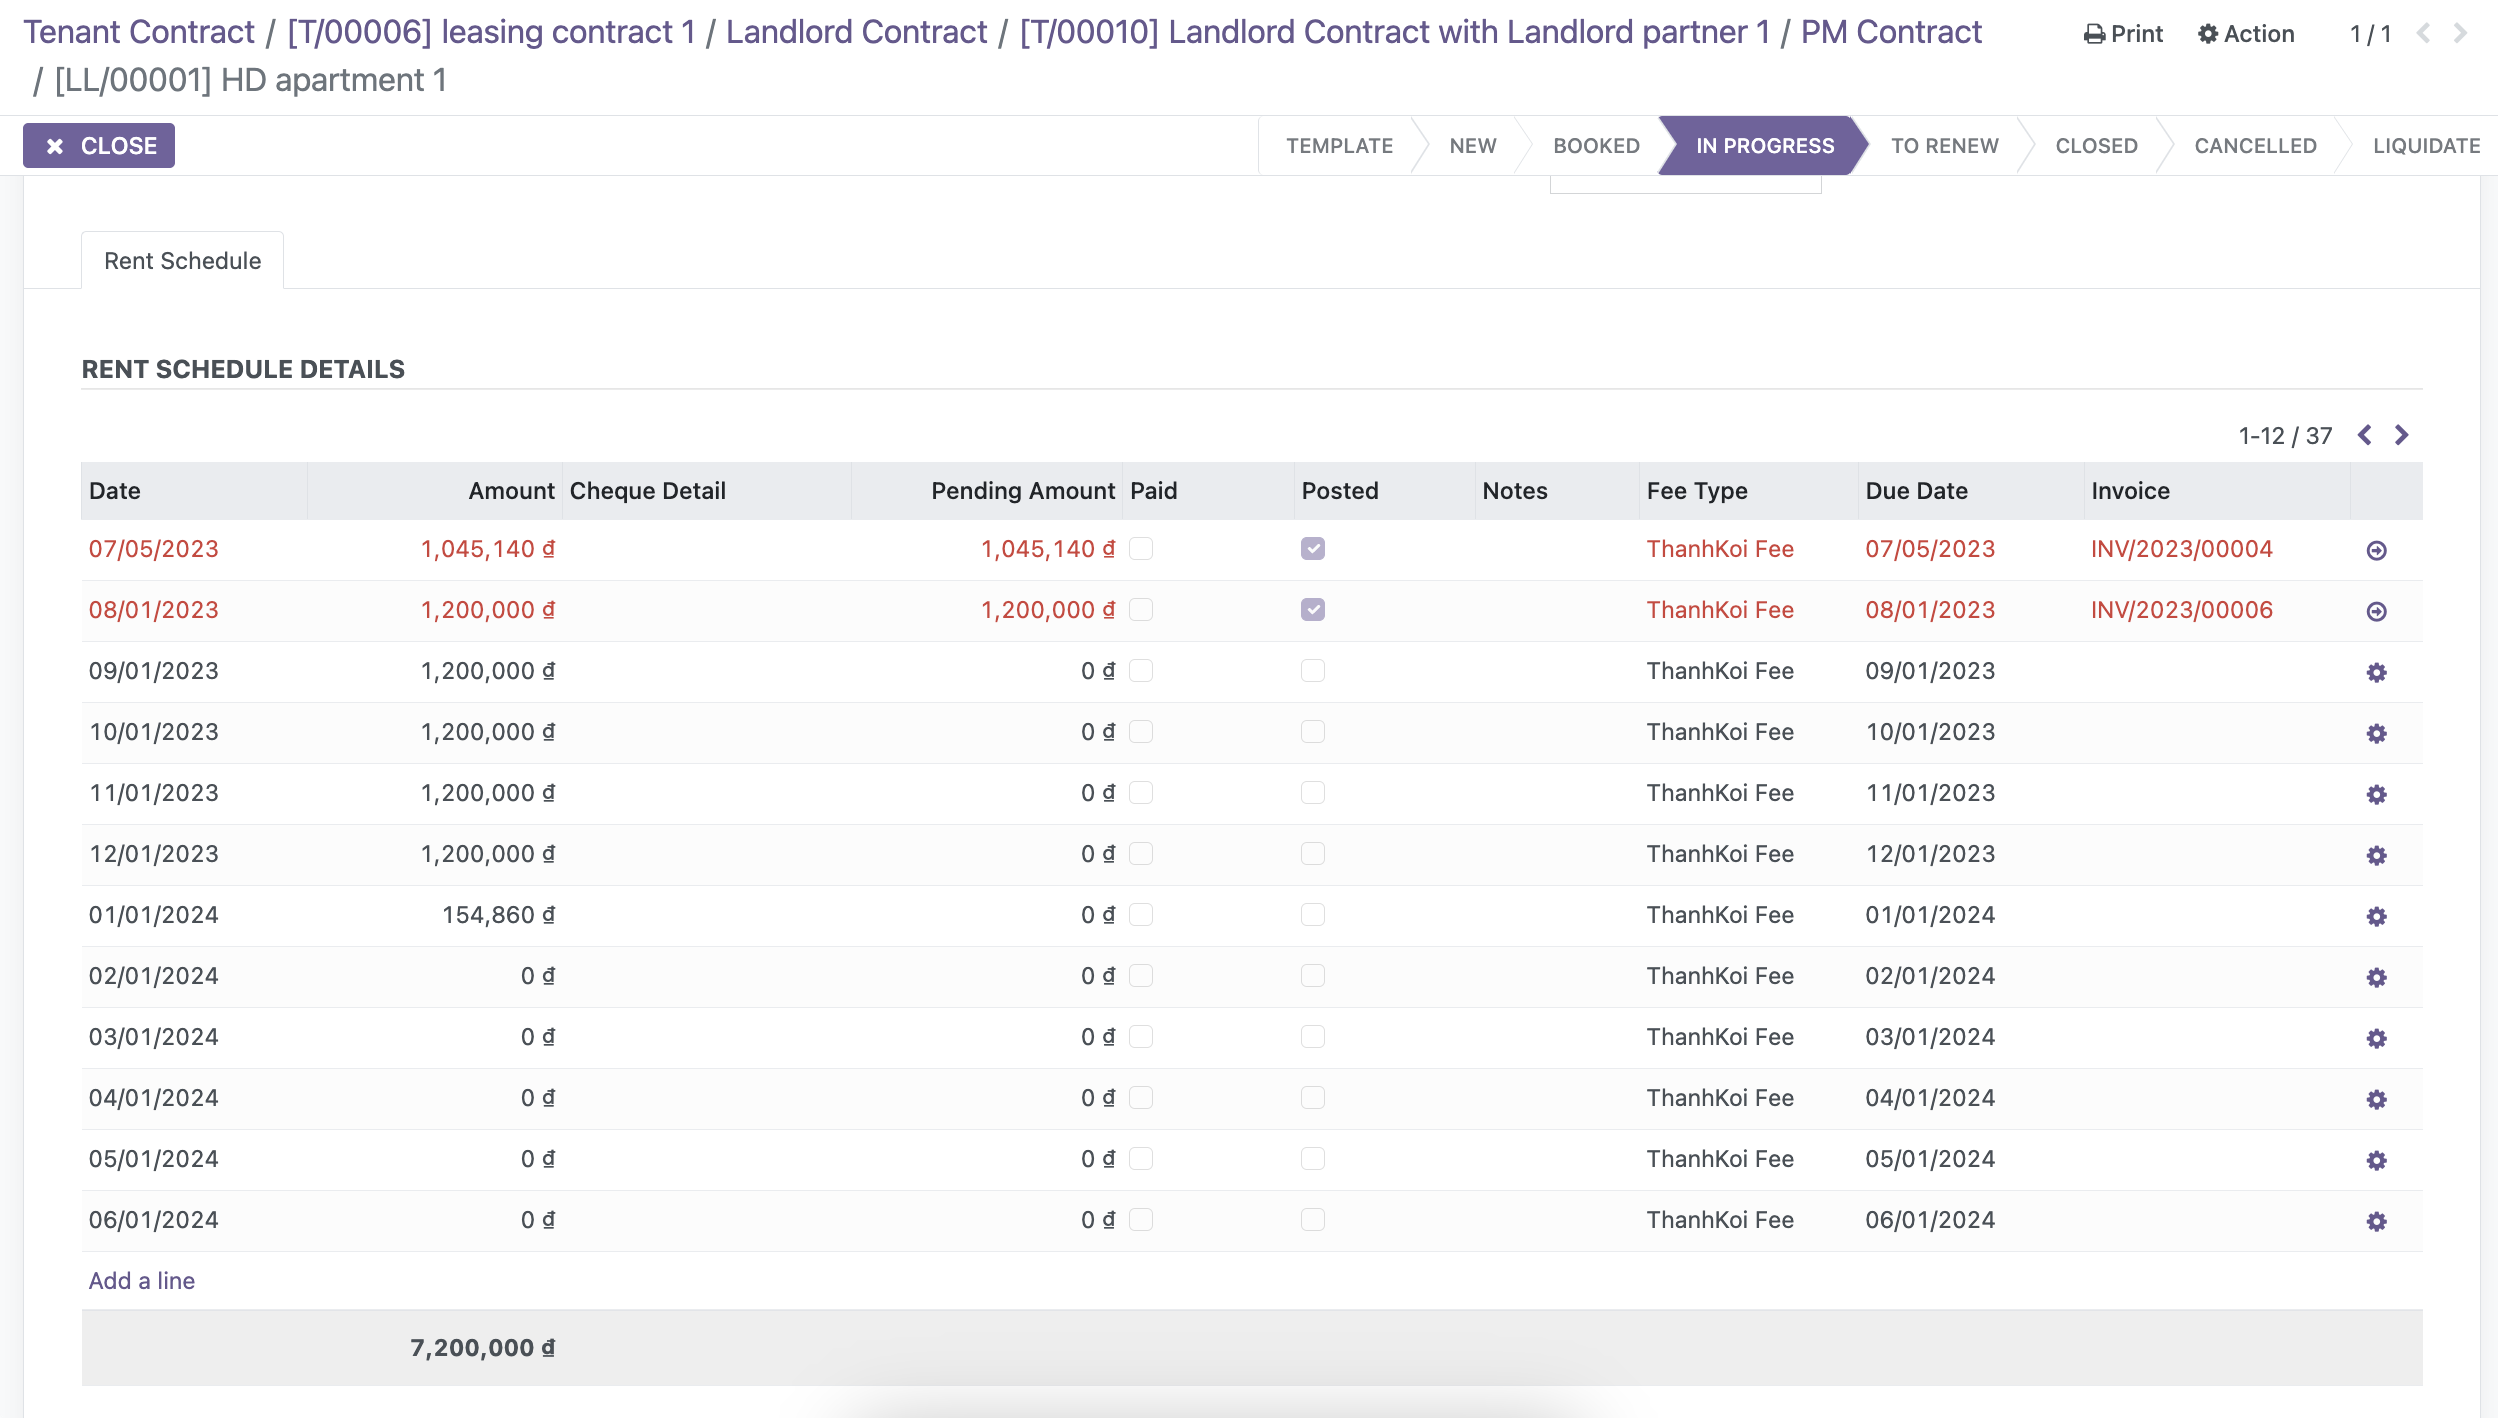 Tenant Contract / [T/00006] leasing contract 1 / Landlord Contract / [T/00010] Landlord Contract with Landlord partner 1 / PM Contract
/ [LL/00001] HD apartment 1
Print Action 1 / 1
CLOSE
TEMPLATE NEW BOOKED IN PROGRESS TO RENEW CLOSED CANCELLED LIQUIDATE
Rent Schedule
RENT SCHEDULE DETAILS
1-12 / 37
Date Amount Cheque Detail Pending Amount Paid Posted Notes Fee Type Due Date Invoice
07/05/2023 1,045,140 ₫ 1,045,140 ₫ ThanhKoi Fee 07/05/2023 INV/2023/00004
08/01/2023 1,200,000 ₫ 1,200,000 ₫ ThanhKoi Fee 08/01/2023 INV/2023/00006
09/01/2023 1,200,000 ₫ 0 ₫ ThanhKoi Fee 09/01/2023
10/01/2023 1,200,000 ₫ 0 ₫ ThanhKoi Fee 10/01/2023
11/01/2023 1,200,000 ₫ 0 ₫ ThanhKoi Fee 11/01/2023
12/01/2023 1,200,000 ₫ 0 ₫ ThanhKoi Fee 12/01/2023
01/01/2024 154,860 ₫ 0 ₫ ThanhKoi Fee 01/01/2024
02/01/2024 0 ₫ 0 ₫ ThanhKoi Fee 02/01/2024
03/01/2024 0 ₫ 0 ₫ ThanhKoi Fee 03/01/2024
04/01/2024 0 ₫ 0 ₫ ThanhKoi Fee 04/01/2024
05/01/2024 0 ₫ 0 ₫ ThanhKoi Fee 05/01/2024
06/01/2024 0 ₫ 0 ₫ ThanhKoi Fee 06/01/2024
Add a line
7,200,000 ₫